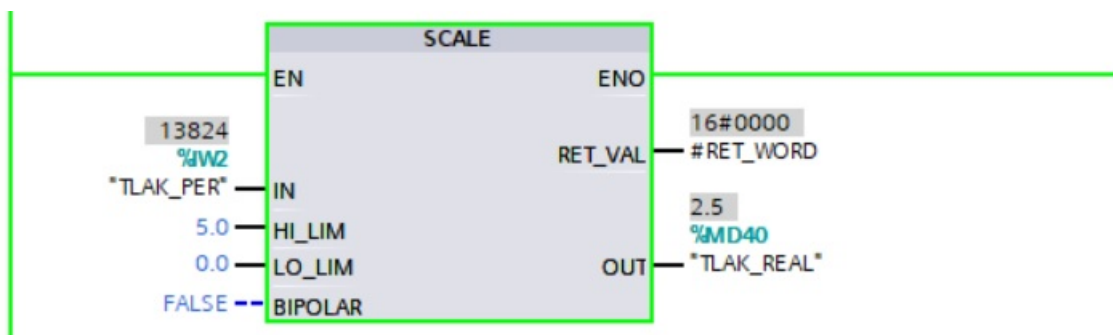 SCALE
EN ENO
13824
%IW2
"TLAK_PER" IN
5.0 HI_LIM
0.0 LO_LIM
FALSE BIPOLAR
16#0000
RET_VAL #RET_WORD
2.5
%MD40
OUT "TLAK_REAL"